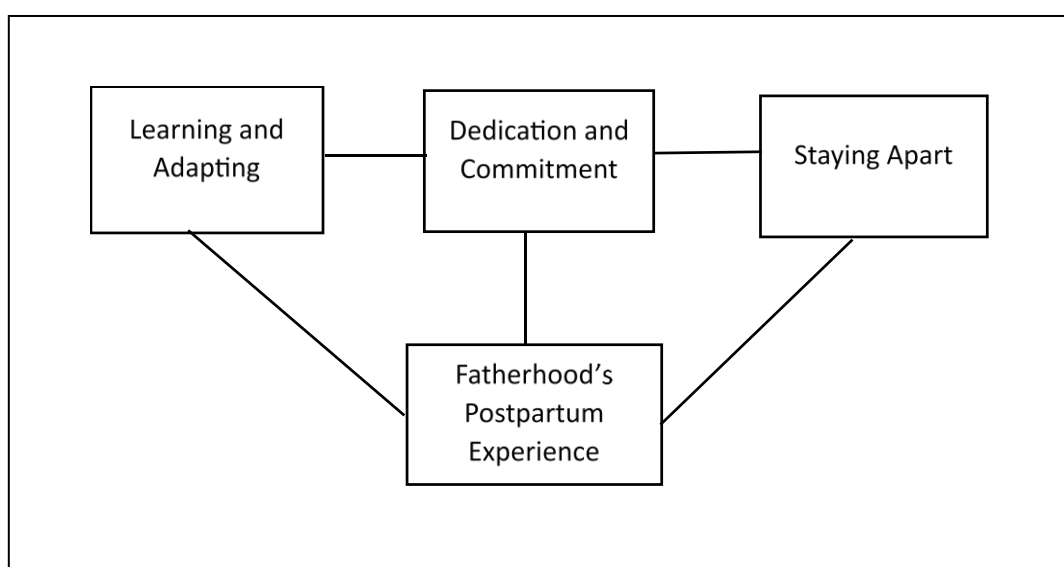 Learning and
Adapting
Dedication and
Commitment
Staying Apart
Fatherhood’s
Postpartum
Experience